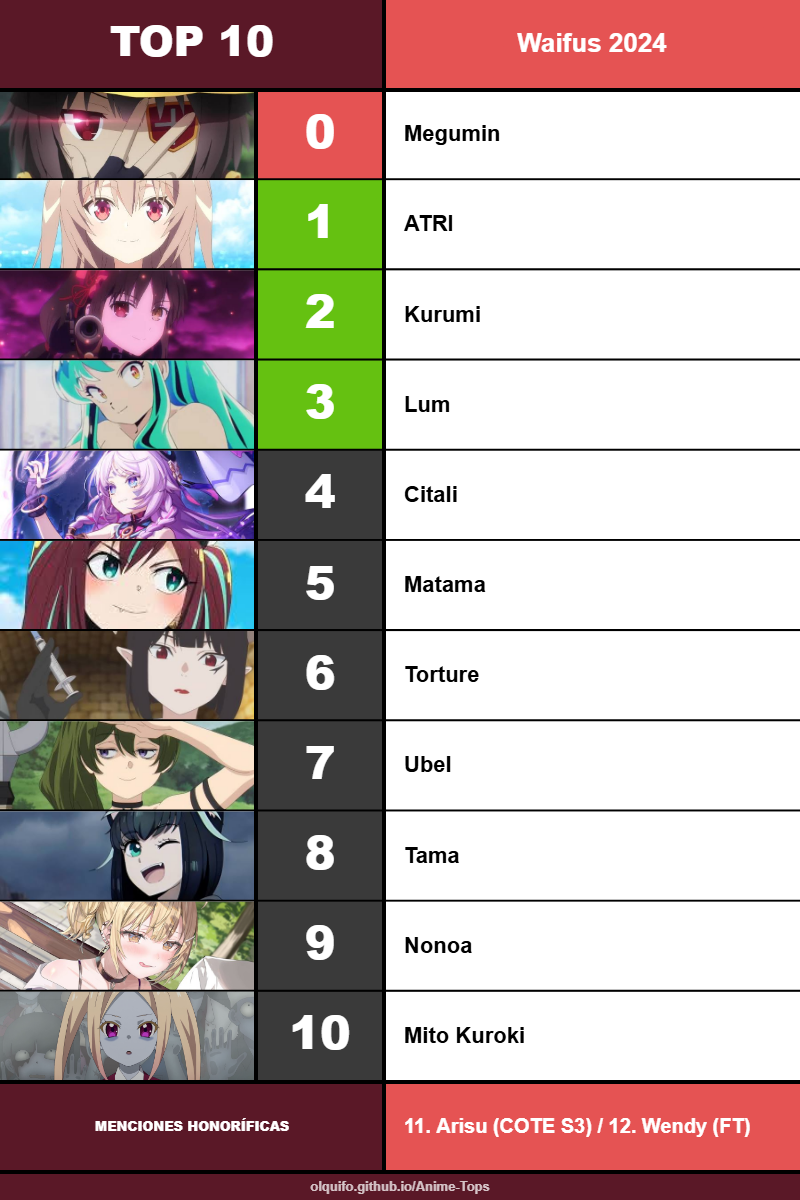 TOP 10
Waifus 2024
0
Megumin
1
ATRI
2
Kurumi
3
Lum
4
Citali
5
Matama
6
Torture
7
Ubel
8
Tama
9
Nonoa
10
Mito Kuroki
MENCIONES HONORÍFICAS
11. Arisu (COTE S3) / 12. Wendy (FT)
olquifo.github.io/Anime-Tops